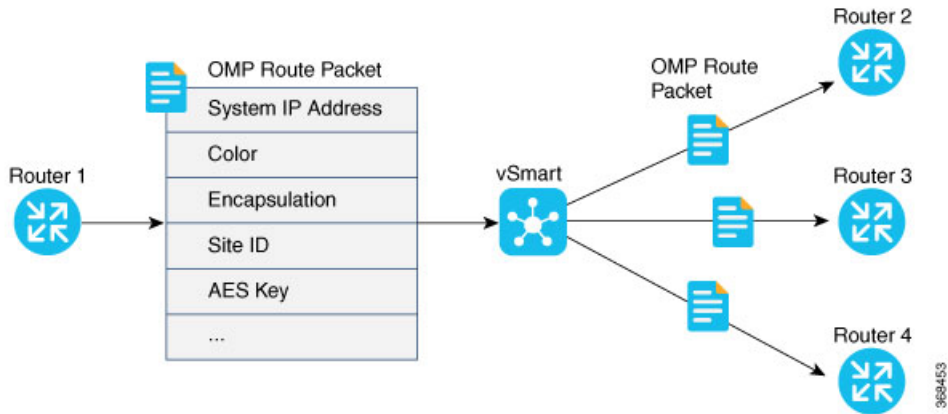 Router 2
OMP Route Packet
OMP Route
Packet
System IP Address
Color
Router 1
vSmart
Router 3
Encapsulation
Site ID
AES Key
...
Router 4
368453